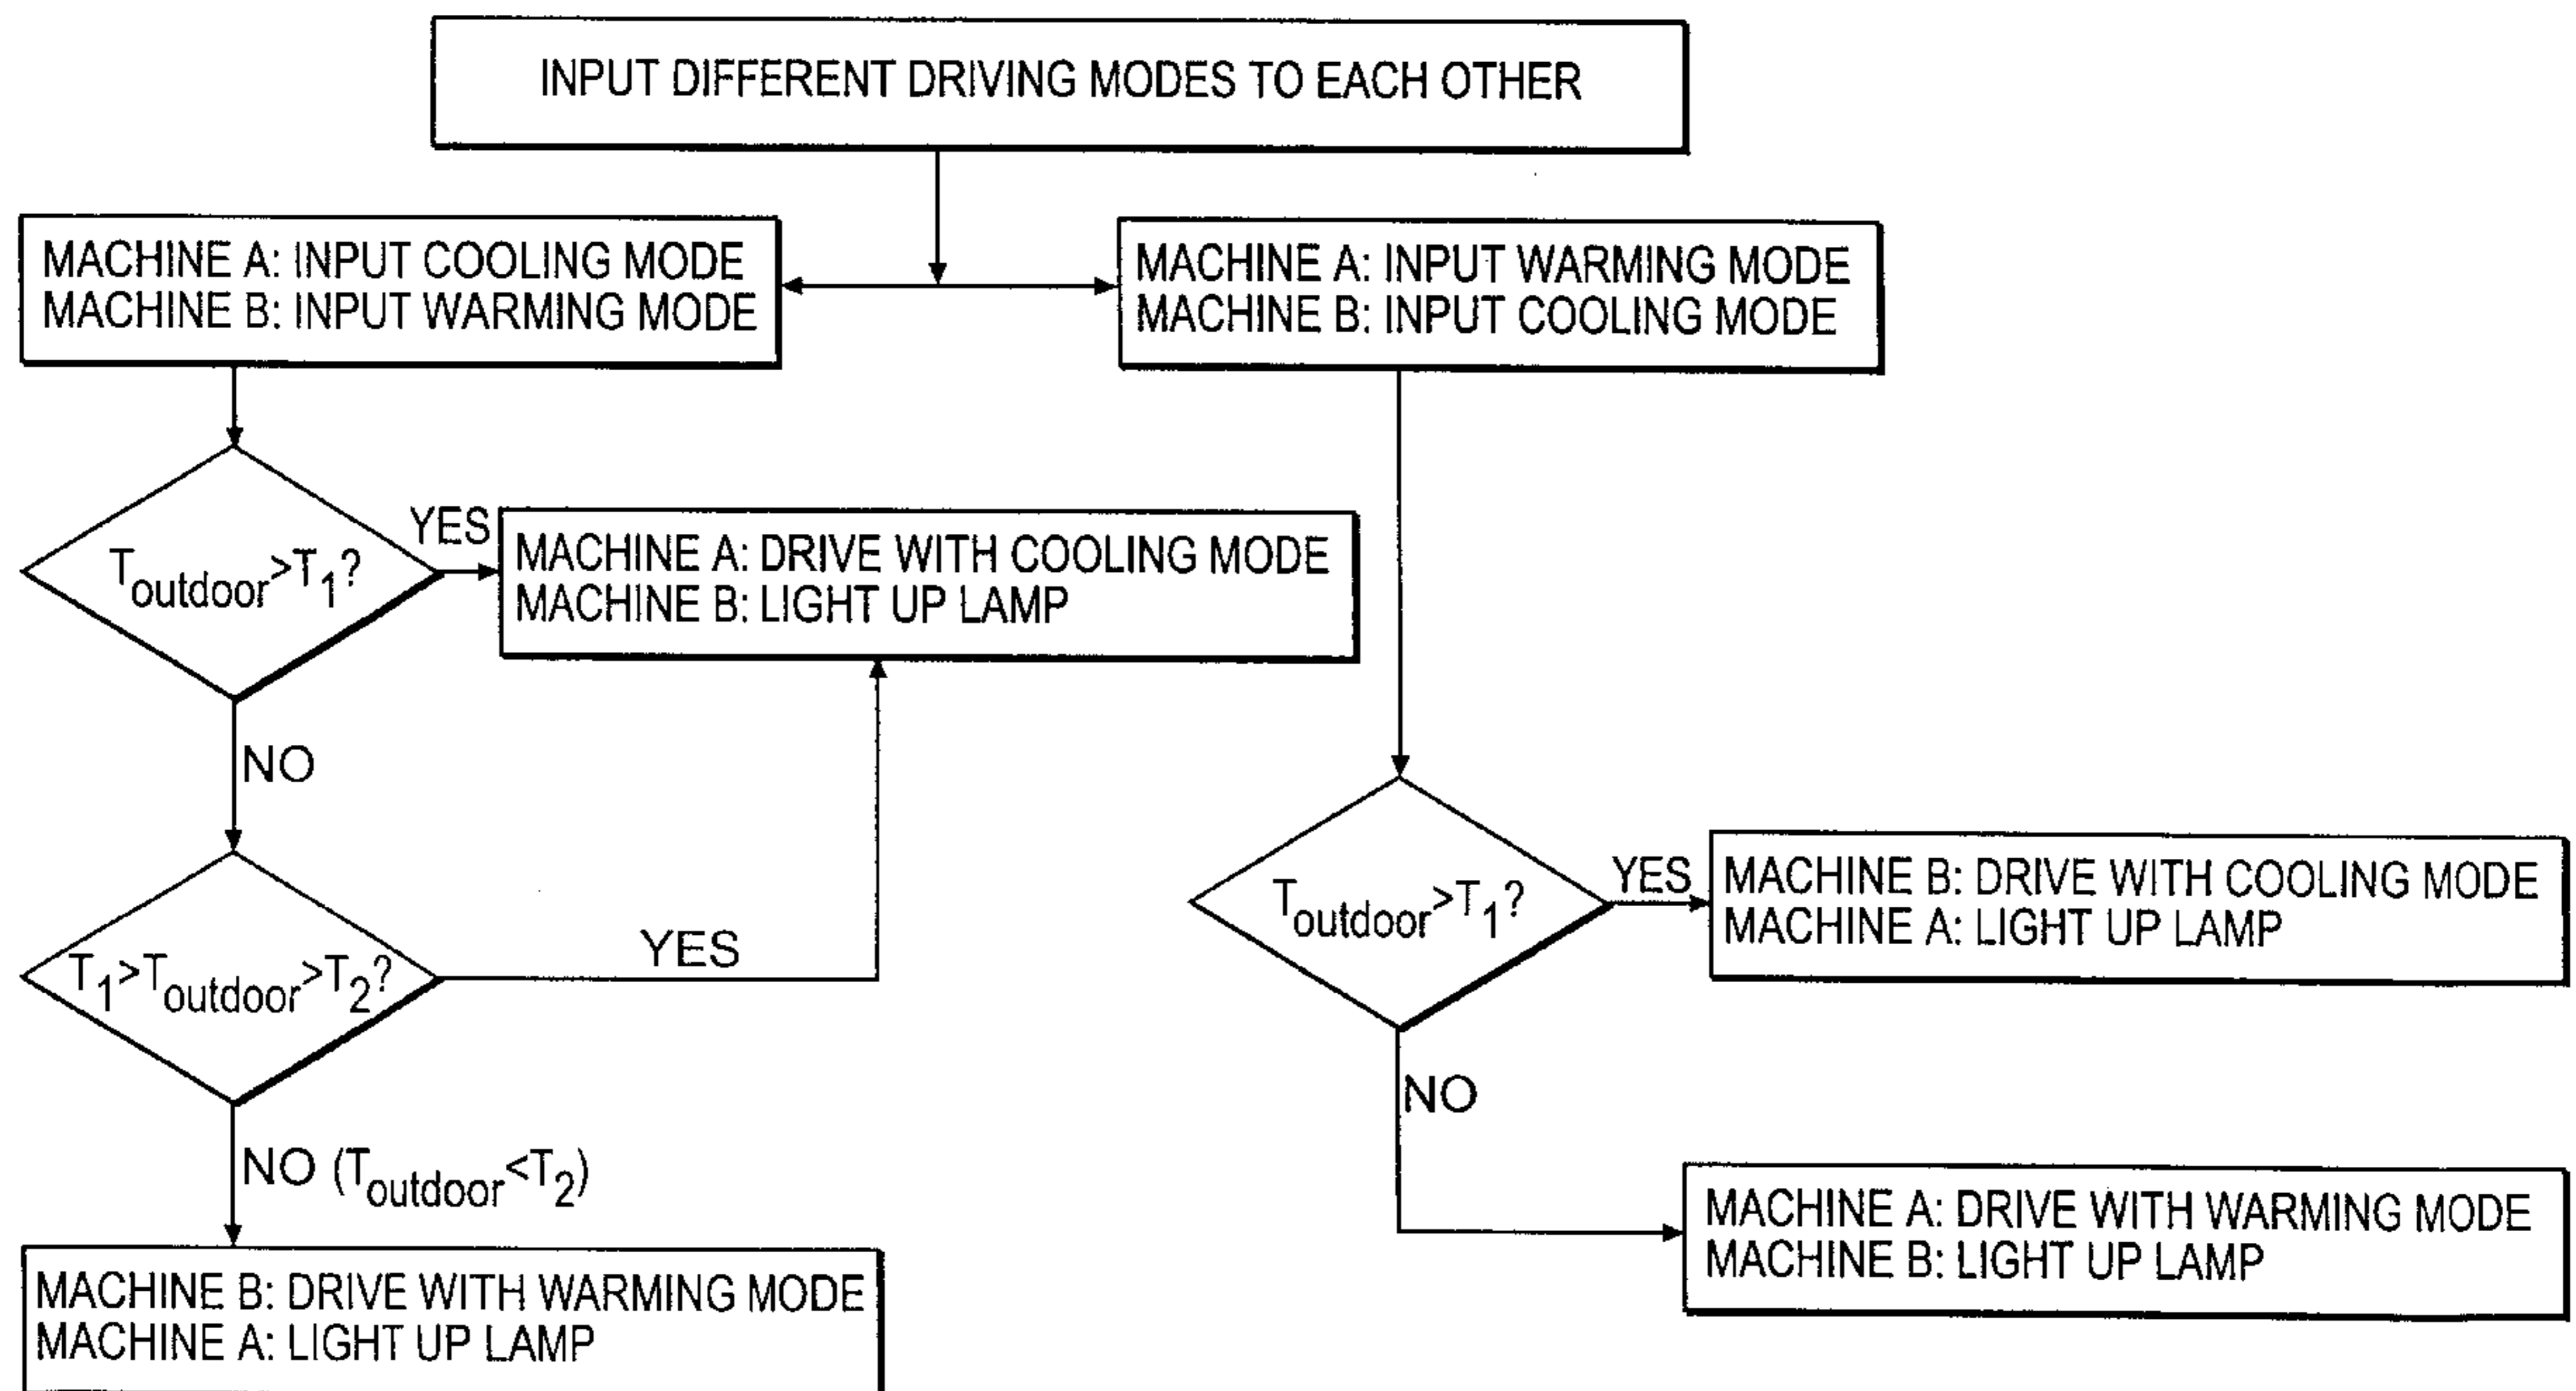 INPUT DIFFERENT DRIVING MODES TO EACH OTHER
MACHINE A: INPUT COOLING MODE
MACHINE B: INPUT WARMING MODE
MACHINE A: INPUT WARMING MODE
MACHINE B: INPUT COOLING MODE
Toutdoor>T1?
YES
MACHINE A: DRIVE WITH COOLING MODE
MACHINE B: LIGHT UP LAMP
NO
T1>Toutdoor>T2?
YES
NO (Toutdoor<T2)
MACHINE B: DRIVE WITH WARMING MODE
MACHINE A: LIGHT UP LAMP
Toutdoor>T1?
YES
MACHINE B: DRIVE WITH COOLING MODE
MACHINE A: LIGHT UP LAMP
NO
MACHINE A: DRIVE WITH WARMING MODE
MACHINE B: LIGHT UP LAMP